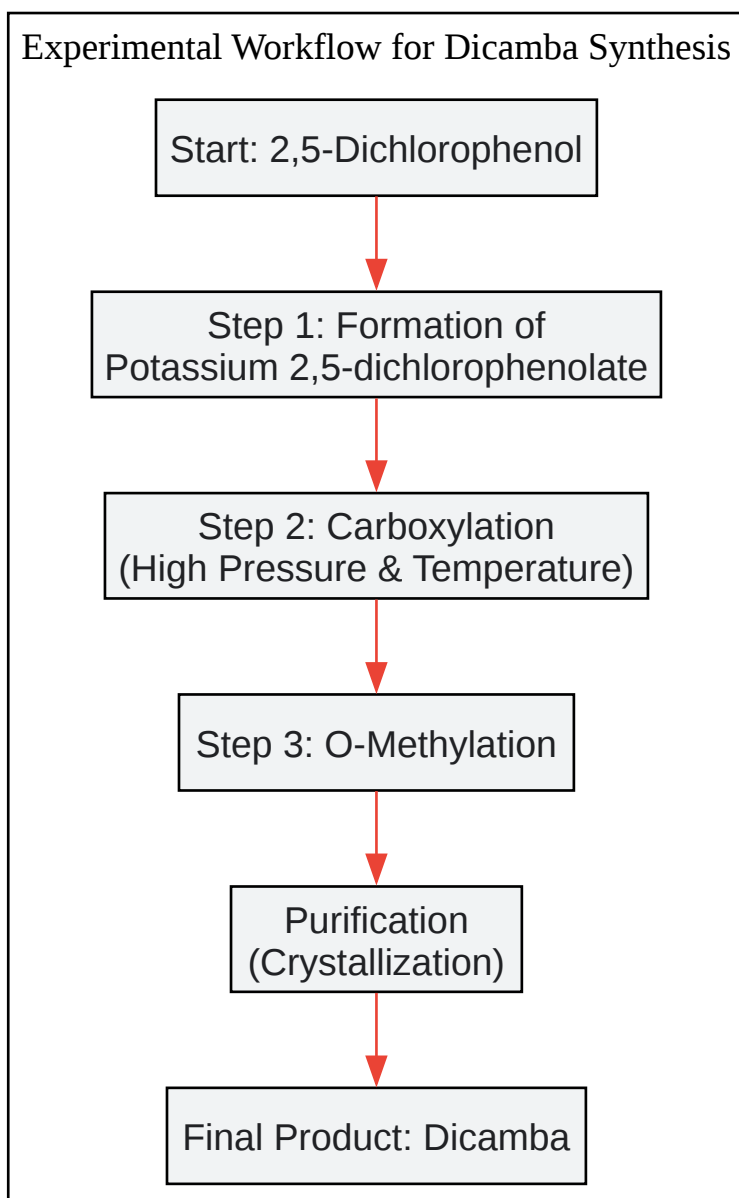 Experimental Workflow for Dicamba Synthesis
Start: 2,5-Dichlorophenol
Step 1: Formation of
Potassium 2,5-dichlorophenolate
Step 2: Carboxylation
(High Pressure & Temperature)
Step 3: O-Methylation
Purification
(Crystallization)
Final Product: Dicamba